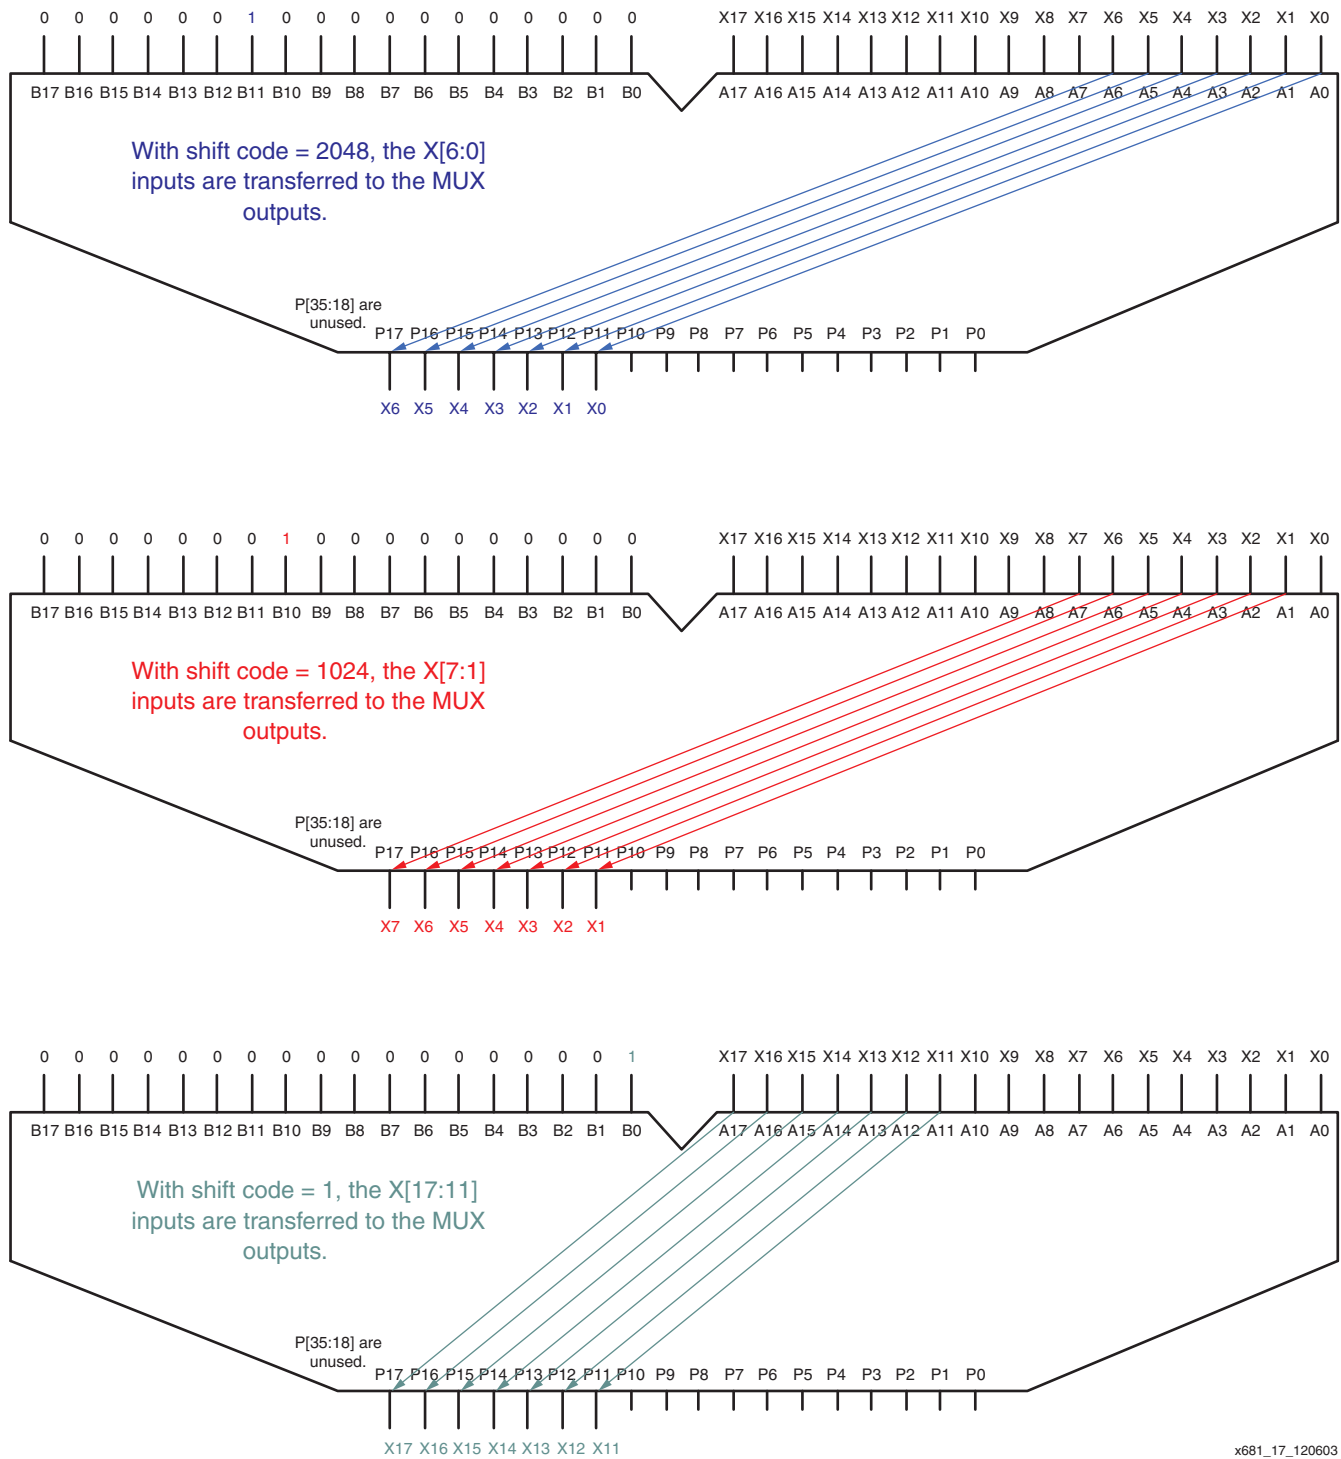 0 0 0 0 0 0 1 0 0 0 0 0 0 0 0 0 0 0 X17 X16 X15 X14 X13 X12 X11 X10 X9 X8 X7 X6 X5 X4 X3 X2 X1 X0
B17 B16 B15 B14 B13 B12 B11 B10 B9 B8 B7 B6 B5 B4 B3 B2 B1 B0 A17 A16 A15 A14 A13 A12 A11 A10 A9 A8 A7 A6 A5 A4 A3 A2 A1 A0
With shift code = 2048, the X[6:0]
inputs are transferred to the MUX
outputs.
P[35:18] are
unused.
P17 P16 P15 P14 P13 P12 P11 P10 P9 P8 P7 P6 P5 P4 P3 P2 P1 P0
X6 X5 X4 X3 X2 X1 X0
0 0 0 0 0 0 0 1 0 0 0 0 0 0 0 0 0 0 X17 X16 X15 X14 X13 X12 X11 X10 X9 X8 X7 X6 X5 X4 X3 X2 X1 X0
B17 B16 B15 B14 B13 B12 B11 B10 B9 B8 B7 B6 B5 B4 B3 B2 B1 B0 A17 A16 A15 A14 A13 A12 A11 A10 A9 A8 A7 A6 A5 A4 A3 A2 A1 A0
With shift code = 1024, the X[7:1]
inputs are transferred to the MUX
outputs.
P[35:18] are
unused.
P17 P16 P15 P14 P13 P12 P11 P10 P9 P8 P7 P6 P5 P4 P3 P2 P1 P0
X7 X6 X5 X4 X3 X2 X1
0 0 0 0 0 0 0 0 0 0 0 0 0 0 0 0 0 1 X17 X16 X15 X14 X13 X12 X11 X10 X9 X8 X7 X6 X5 X4 X3 X2 X1 X0
B17 B16 B15 B14 B13 B12 B11 B10 B9 B8 B7 B6 B5 B4 B3 B2 B1 B0 A17 A16 A15 A14 A13 A12 A11 A10 A9 A8 A7 A6 A5 A4 A3 A2 A1 A0
With shift code = 1, the X[17:11]
inputs are transferred to the MUX
outputs.
P[35:18] are
unused.
P17 P16 P15 P14 P13 P12 P11 P10 P9 P8 P7 P6 P5 P4 P3 P2 P1 P0
X17 X16 X15 X14 X13 X12 X11
x681_17_120603